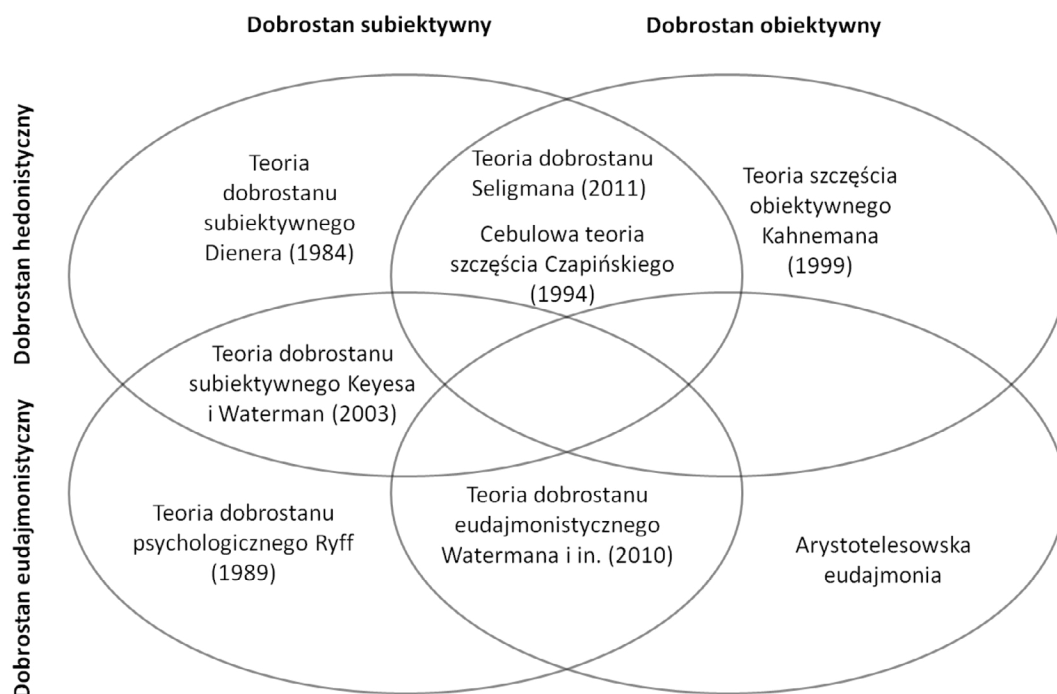 Dobrostan subiektywny
Dobrostan obiektywny
Dobrostan hedonistyczny
Teoria
dobrostanu
subiektywnego
Dienera (1984)
Teoria dobrostanu
Seligmana (2011)
Cebulowa teoria
szczęścia Czapińskiego
(1994)
Teoria szczęścia
obiektywnego
Kahnemana
(1999)
Teoria dobrostanu
subiektywnego Keyesa
i Waterman (2003)
Dobrostan eudajmonistyczny
Teoria dobrostanu
psychologicznego Ryff
(1989)
Teoria dobrostanu
eudajmonistycznego
Watermana i in. (2010)
Arystotelesowska
eudajmonia